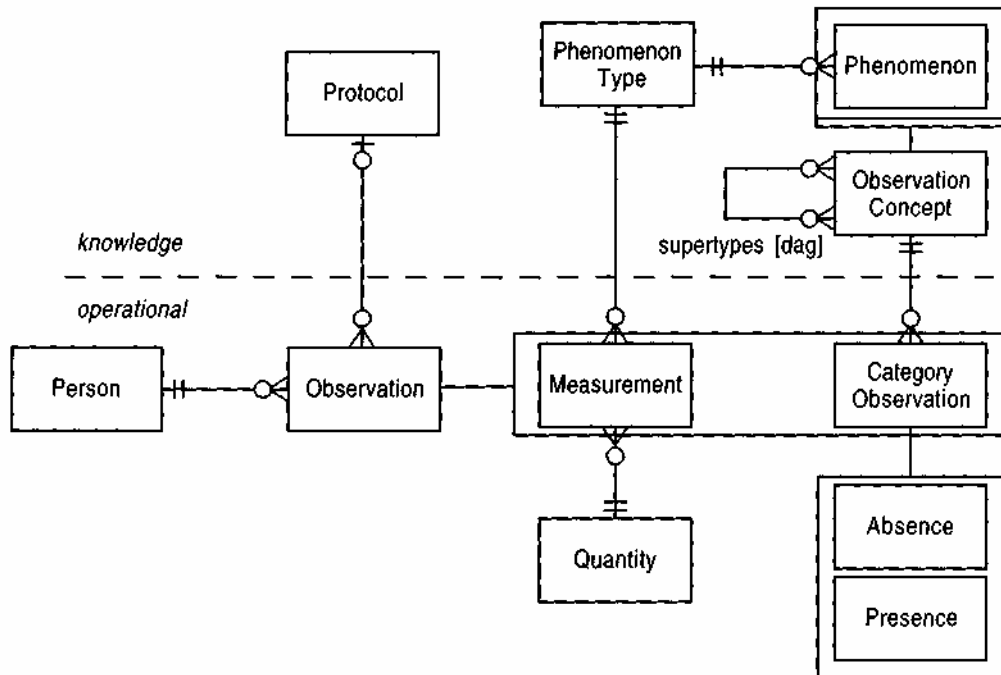 Phenomenon
Type
Phenomenon
Protocol
Observation
Concept
knowledge
supertypes [dag]
operational
Person
Observation
Measurement
Category
Observation
Quantity
Absence
Presence